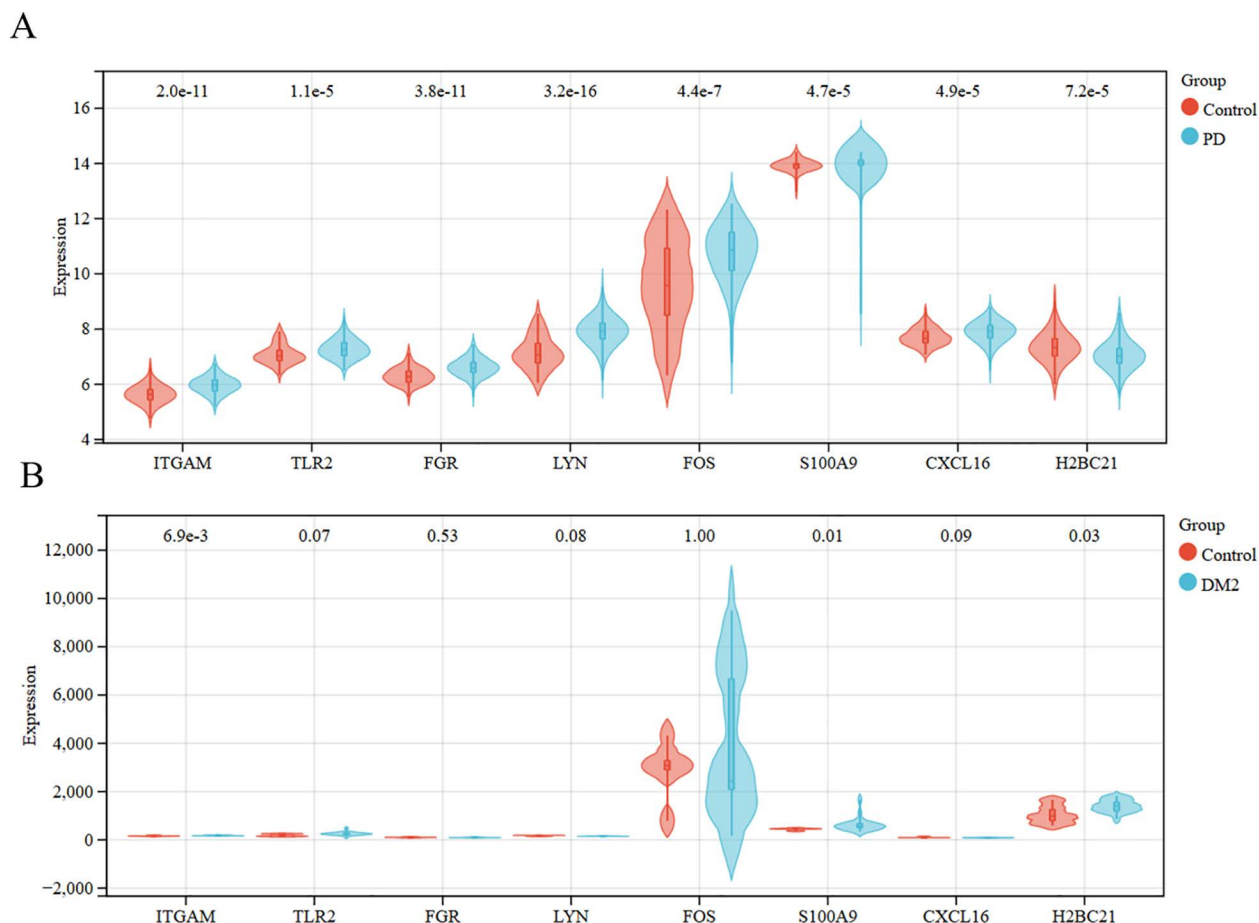 A
2.0e-11 1.1e-5 3.8e-11 3.2e-16 4.4e-7 4.7e-5 4.9e-5 7.2e-5
Group
Control
PD
Expression
16
14
12
10
8
6
4
ITGAM TLR2 FGR LYN FOS S100A9 CXCL16 H2BC21
B
6.9e-3 0.07 0.53 0.08 1.00 0.01 0.09 0.03
Group
Control
DM2
Expression
12,000
10,000
8,000
6,000
4,000
2,000
0
−2,000
ITGAM TLR2 FGR LYN FOS S100A9 CXCL16 H2BC21